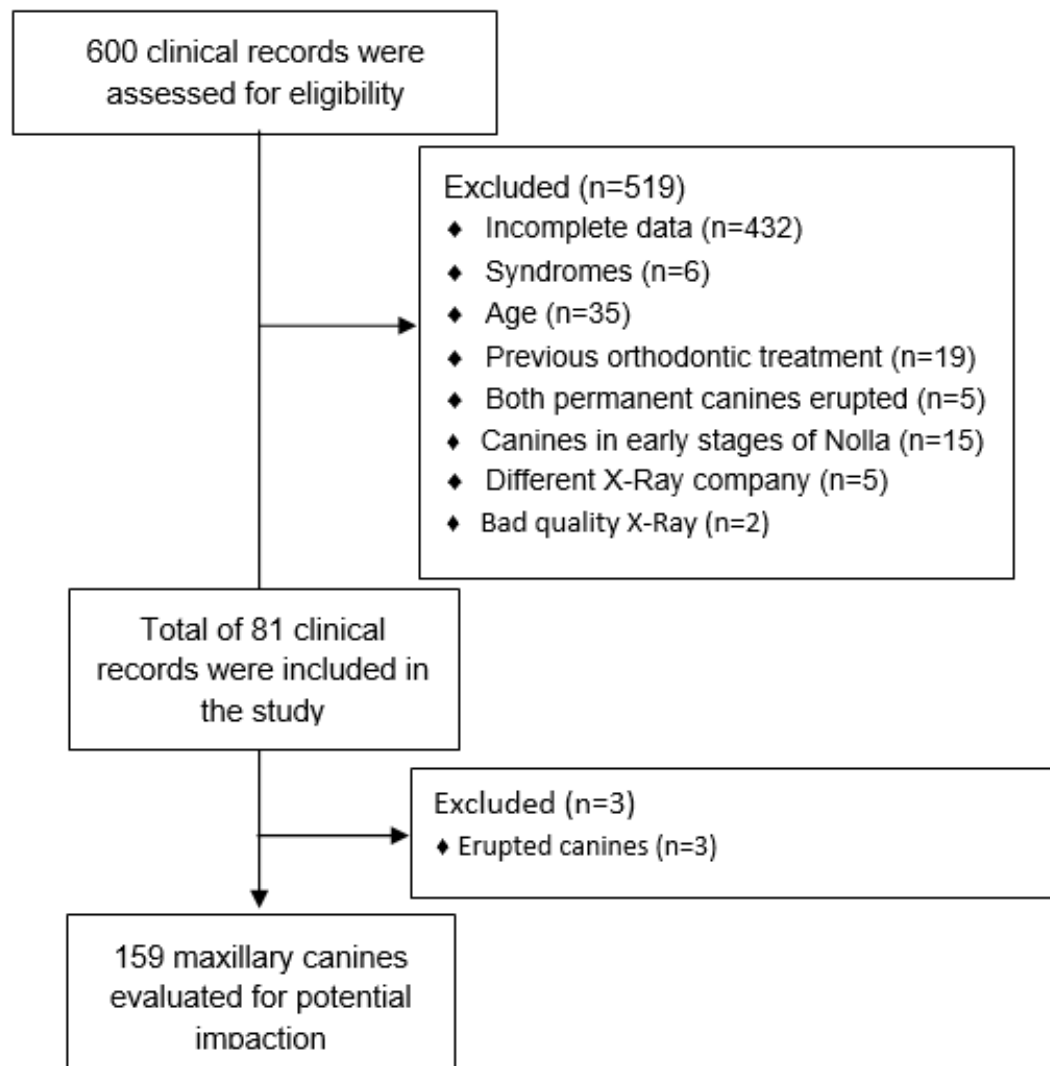 600 clinical records were
assessed for eligibility
Excluded (n=519)
♦ Incomplete data (n=432)
♦ Syndromes (n=6)
♦ Age (n=35)
♦ Previous orthodontic treatment (n=19)
♦ Both permanent canines erupted (n=5)
♦ Canines in early stages of Nolla (n=15)
♦ Different X-Ray company (n=5)
♦ Bad quality X-Ray (n=2)
Total of 81 clinical
records were included in
the study
Excluded (n=3)
♦ Erupted canines (n=3)
159 maxillary canines
evaluated for potential
impaction